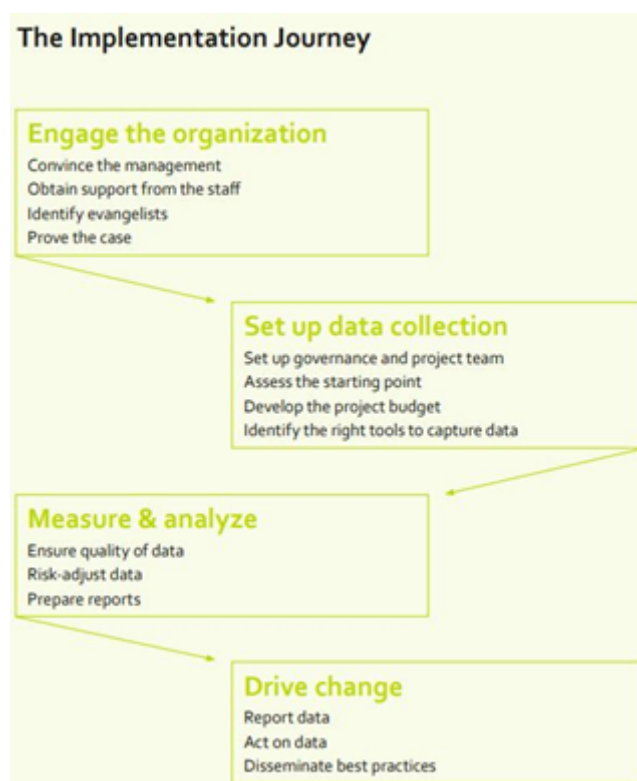 The Implementation Journey
Engage the organization
Convince the management
Obtain support from the staff
Identify evangelists
Prove the case
Set up data collection
Set up governance and project team
Assess the starting point
Develop the project budget
Identify the right tools to capture data
Measure & analyze
Ensure quality of data
Risk-adjust data
Prepare reports
Drive change
Report data
Act on data
Disseminate best practices